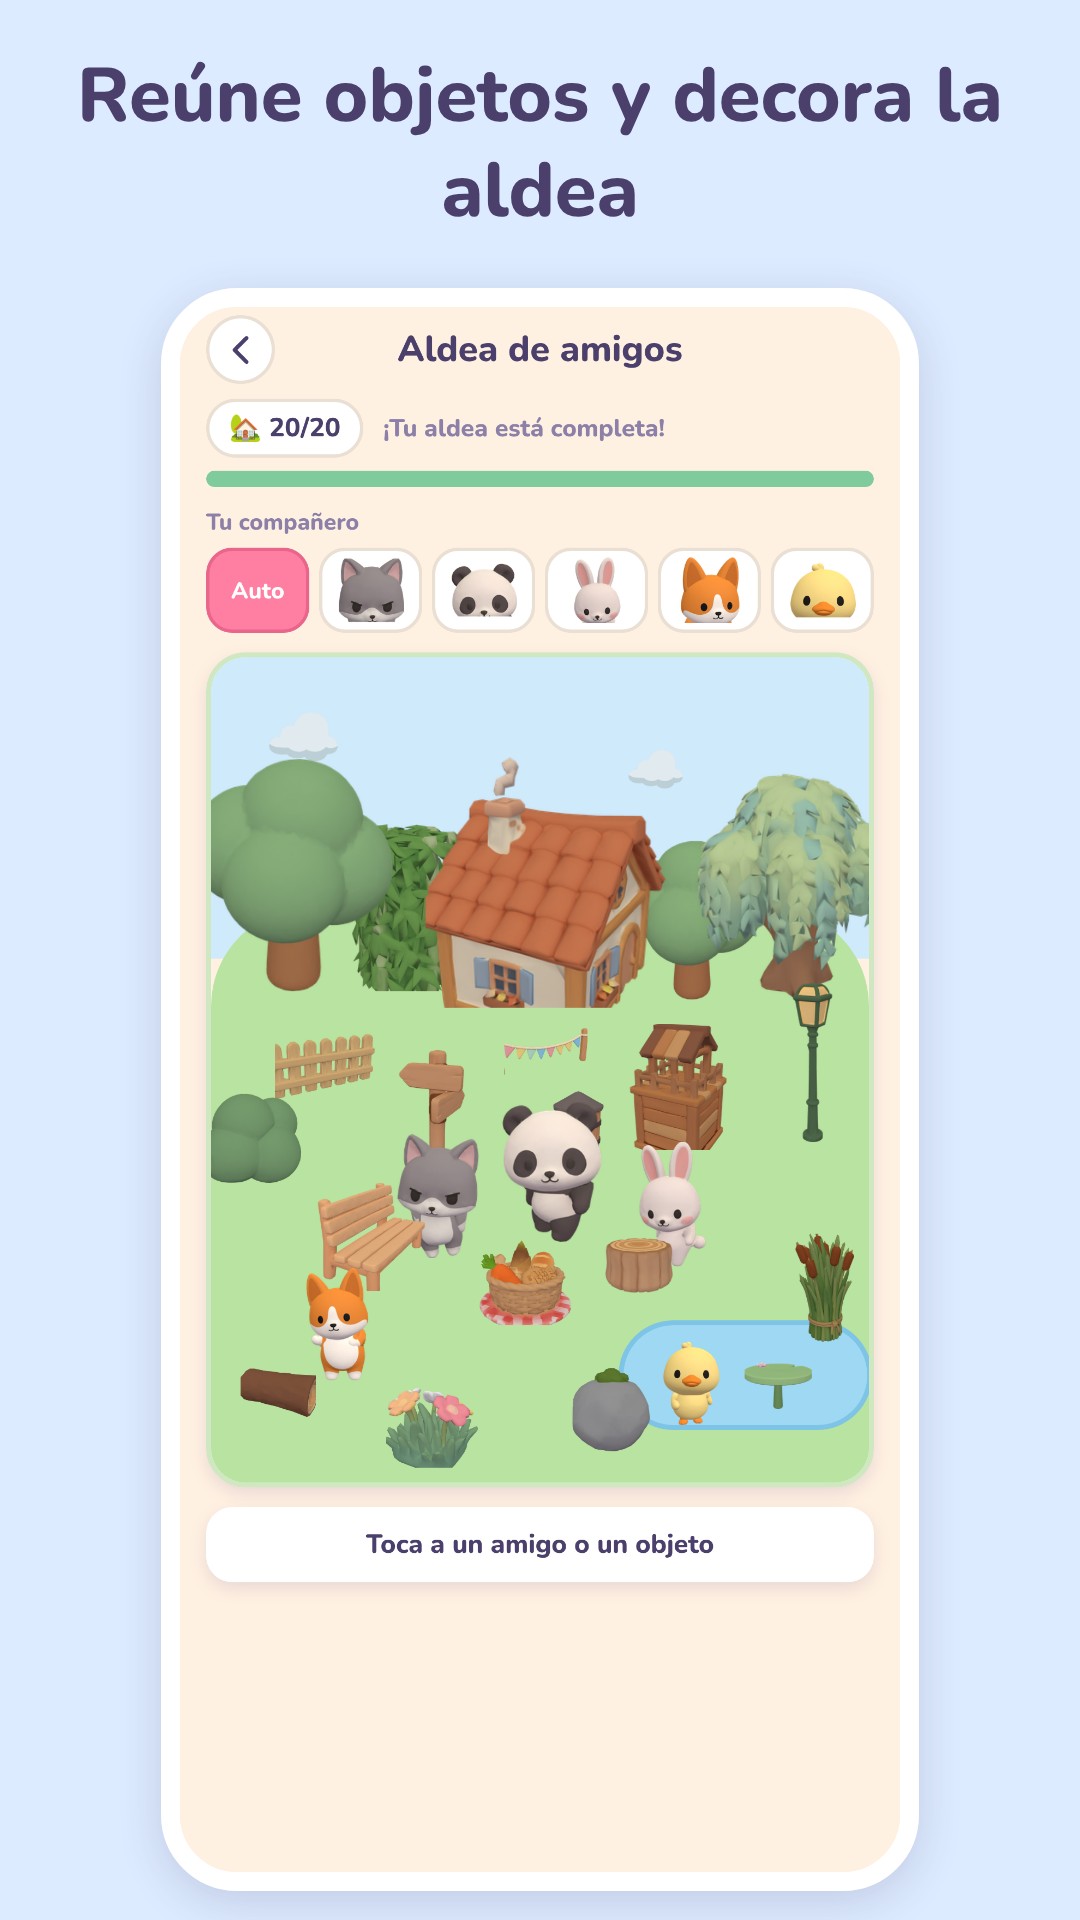 Reúne objetos y decora la
aldea
Aldea de amigos
20/20
¡Tu aldea está completa!
Tu compañero
Auto
Toca a un amigo o un objeto